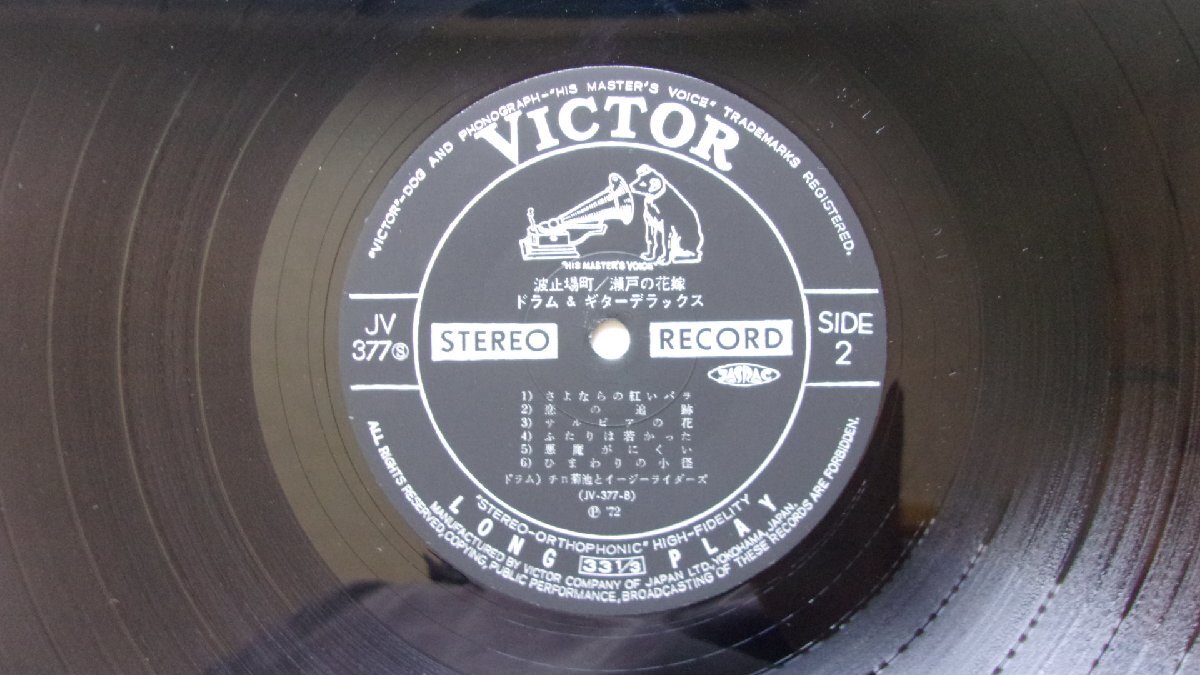 "VICTOR"-DOG AND PHONOGRAPH-"HIS MASTER'S VOICE" TRADEMARKS REGISTERED.
VICTOR
"HIS MASTER'S VOICE"
波止場町/瀬戸の花嫁
ドラム & ギターデラックス
JV
377Ⓢ
STEREO RECORD
SIDE
2
JASRAC
1) さよならの紅いバラ
2) 恋の追跡
3) サルビアの花
4) ふたりは若かった
5) 悪魔がにくい
6) ひまわりの小径
ドラム) チロ菊池とイージーライダーズ
(JV-377-B)
Ⓟ '72
"STEREO-ORTHOPHONIC" HIGH-FIDELITY
LONG 33 1/3 PLAY
MANUFACTURED BY VICTOR COMPANY OF JAPAN LTD., YOKOHAMA, JAPAN.
ALL RIGHTS RESERVED, COPYING, PUBLIC PERFORMANCE, BROADCASTING OF THESE RECORDS ARE FORBIDDEN.